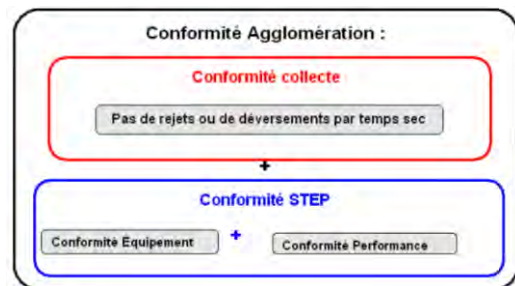 Conformité Agglomération :
Conformité collecte
Pas de rejets ou de déversements par temps sec
+
Conformité STEP
Conformité Équipement + Conformité Performance